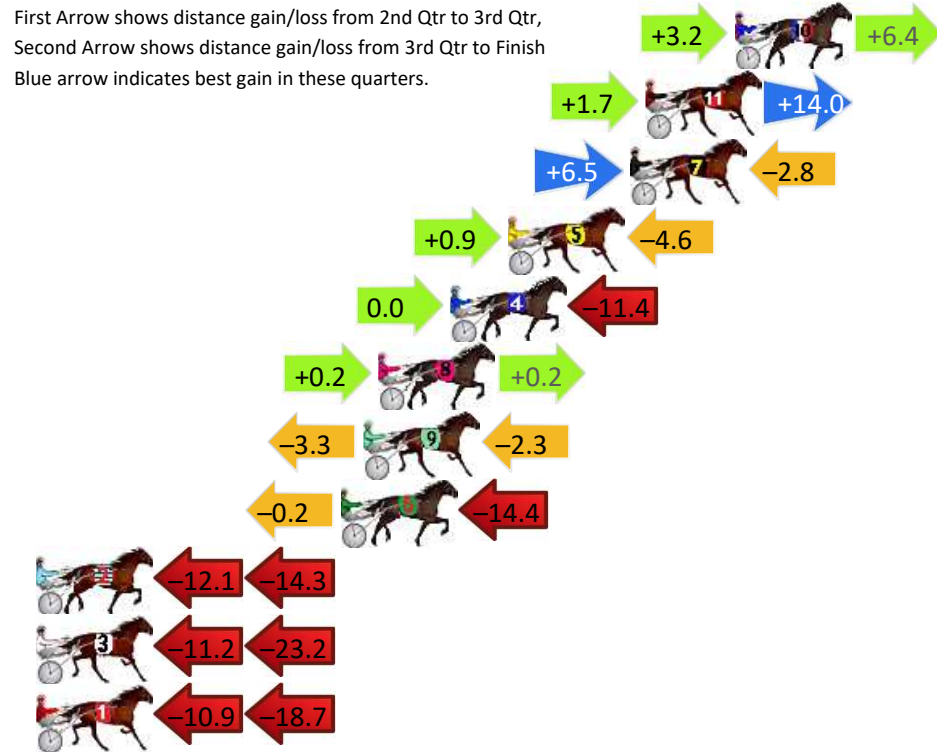 First Arrow shows distance gain/loss from 2nd Qtr to 3rd Qtr,
Second Arrow shows distance gain/loss from 3rd Qtr to Finish
Blue arrow indicates best gain in these quarters.
+3.2 10 +6.4
+1.7 11 +14.0
+6.5 7 −2.8
+0.9 5 −4.6
0.0 4 −11.4
+0.2 8 +0.2
−3.3 9 −2.3
−0.2 6 −14.4
−12.1 −14.3
3 −11.2 −23.2
1 −10.9 −18.7